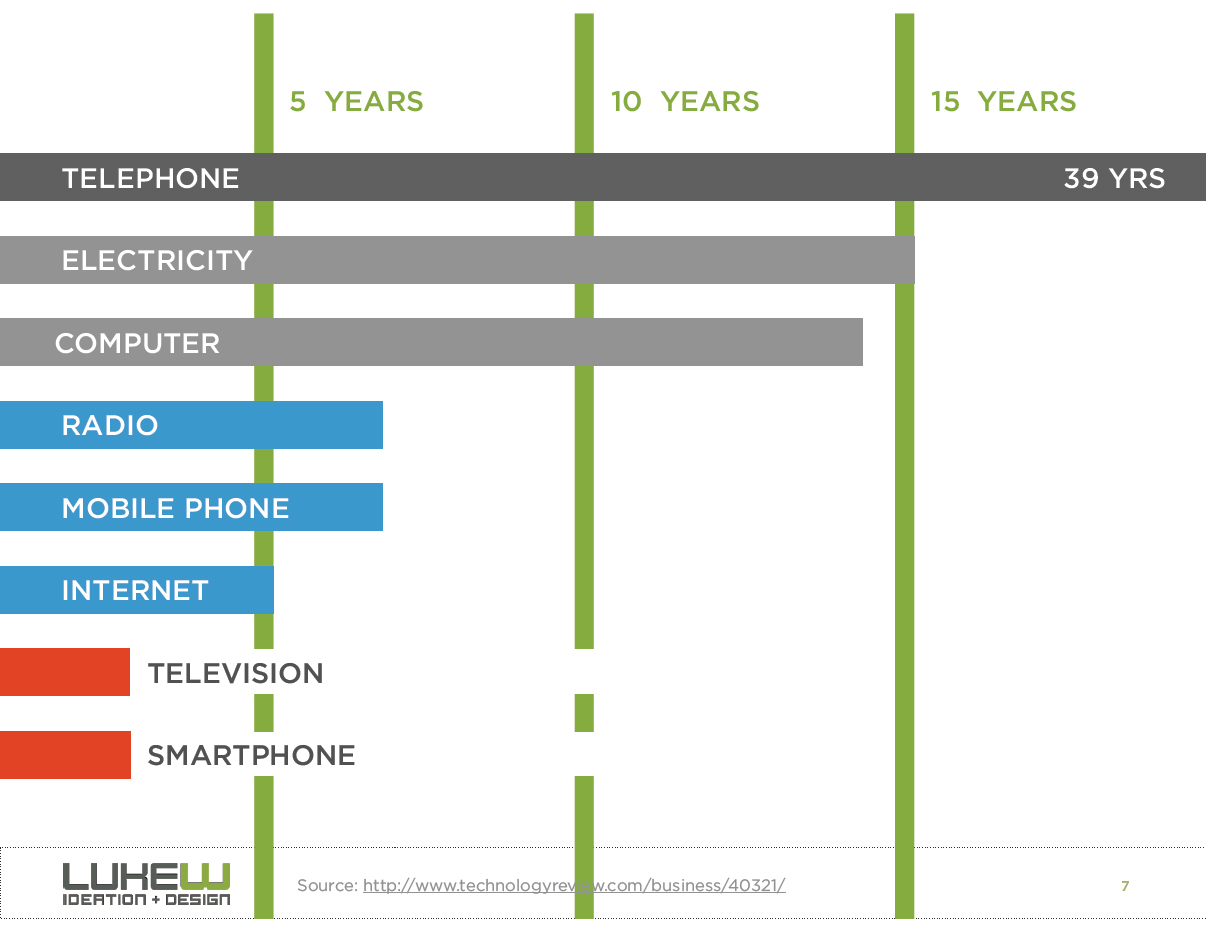 5 YEARS 10 YEARS 15 YEARS
TELEPHONE 39 YRS
ELECTRICITY
COMPUTER
RADIO
MOBILE PHONE
INTERNET
TELEVISION
SMARTPHONE
LUKEW
IDEATION + DESIGN
Source: http://www.technologyreview.com/business/40321/
7